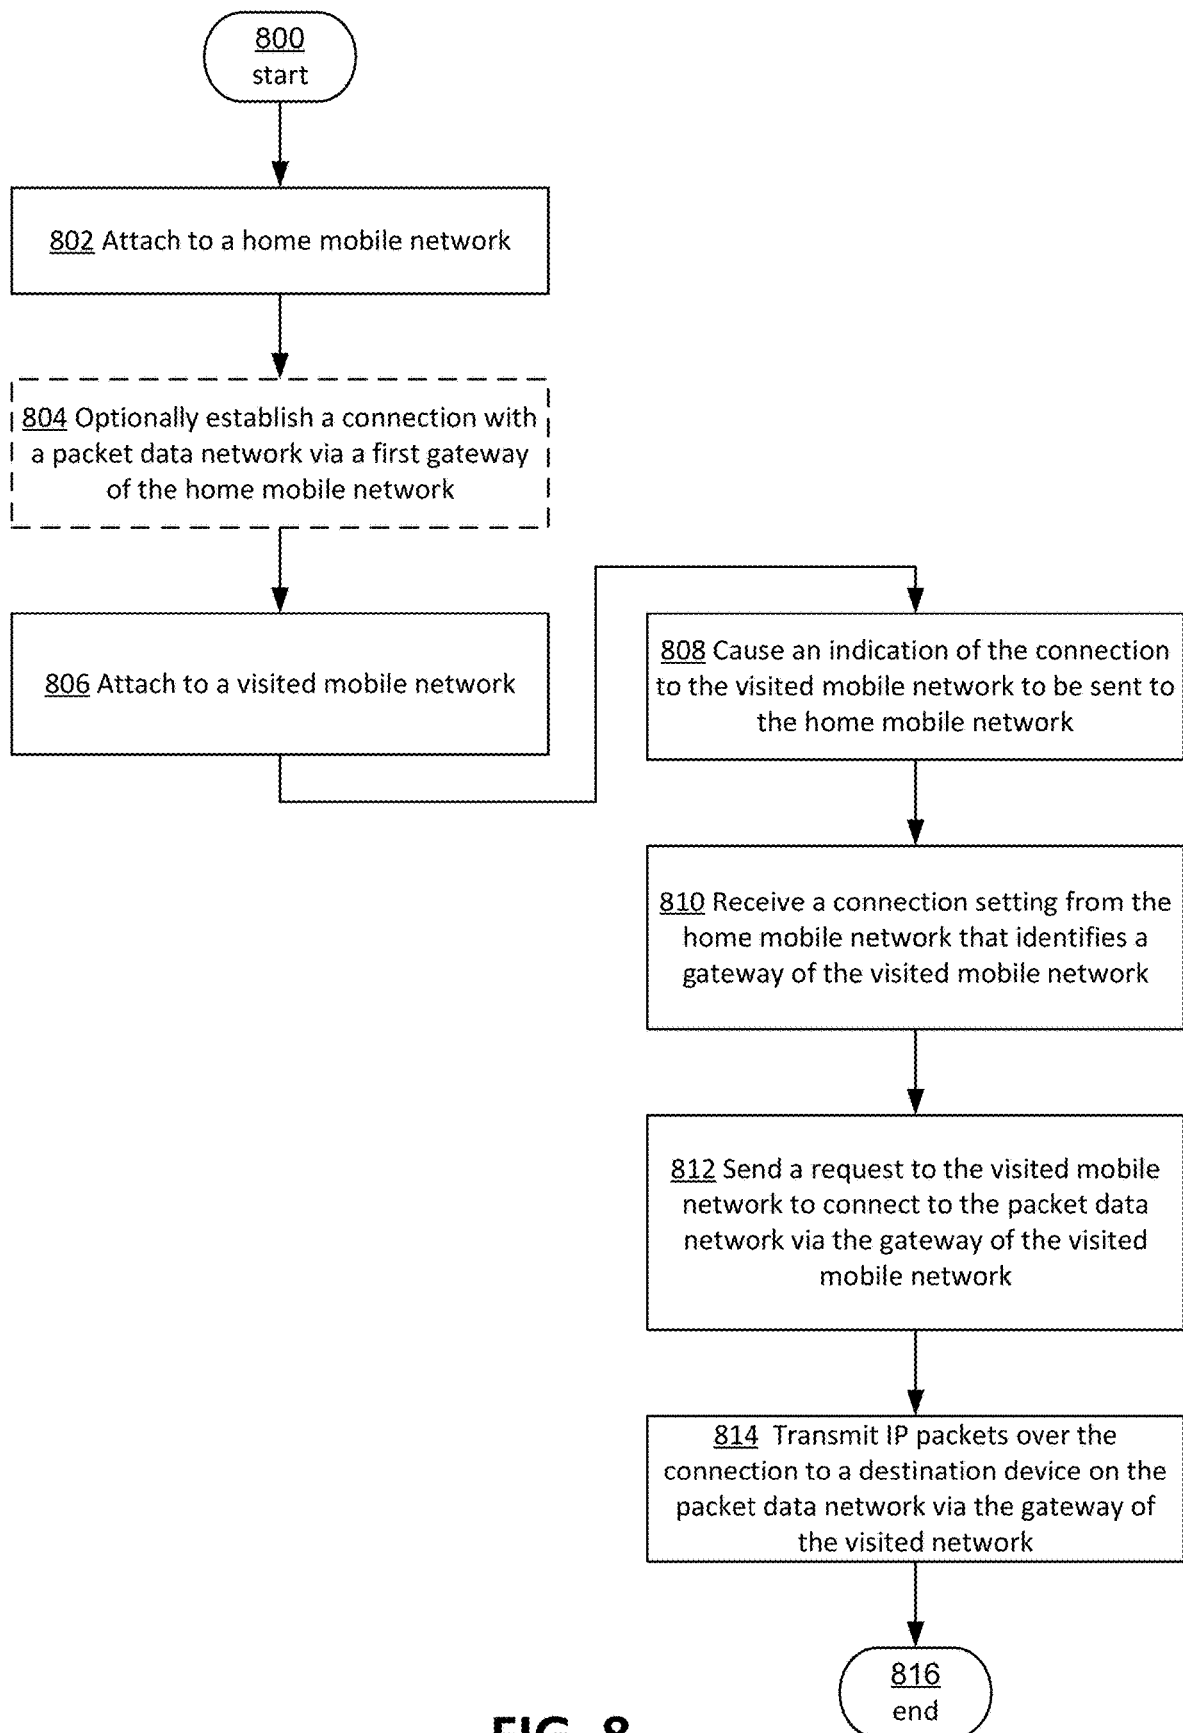 800
start
802 Attach to a home mobile network
804 Optionally establish a connection with
a packet data network via a first gateway
of the home mobile network
806 Attach to a visited mobile network
808 Cause an indication of the connection
to the visited mobile network to be sent to
the home mobile network
810 Receive a connection setting from the
home mobile network that identifies a
gateway of the visited mobile network
812 Send a request to the visited mobile
network to connect to the packet data
network via the gateway of the visited
mobile network
814 Transmit IP packets over the
connection to a destination device on the
packet data network via the gateway of
the visited network
816
end
FIG. 8